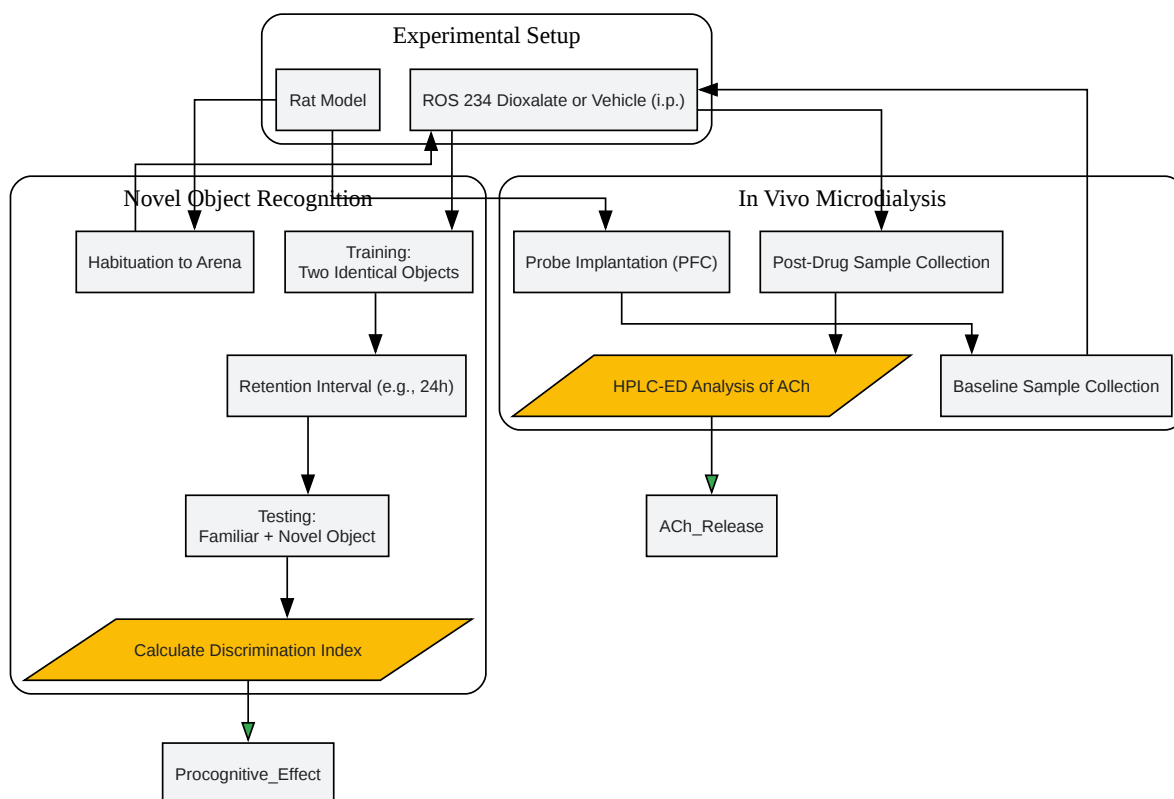 Experimental Setup
Rat Model
ROS 234 Dioxalate or Vehicle (i.p.)
Novel Object Recognition
In Vivo Microdialysis
Habituation to Arena
Training:
Two Identical Objects
Probe Implantation (PFC)
Post-Drug Sample Collection
Retention Interval (e.g., 24h)
HPLC-ED Analysis of ACh
Baseline Sample Collection
Testing:
Familiar + Novel Object
ACh_Release
Calculate Discrimination Index
Procognitive_Effect